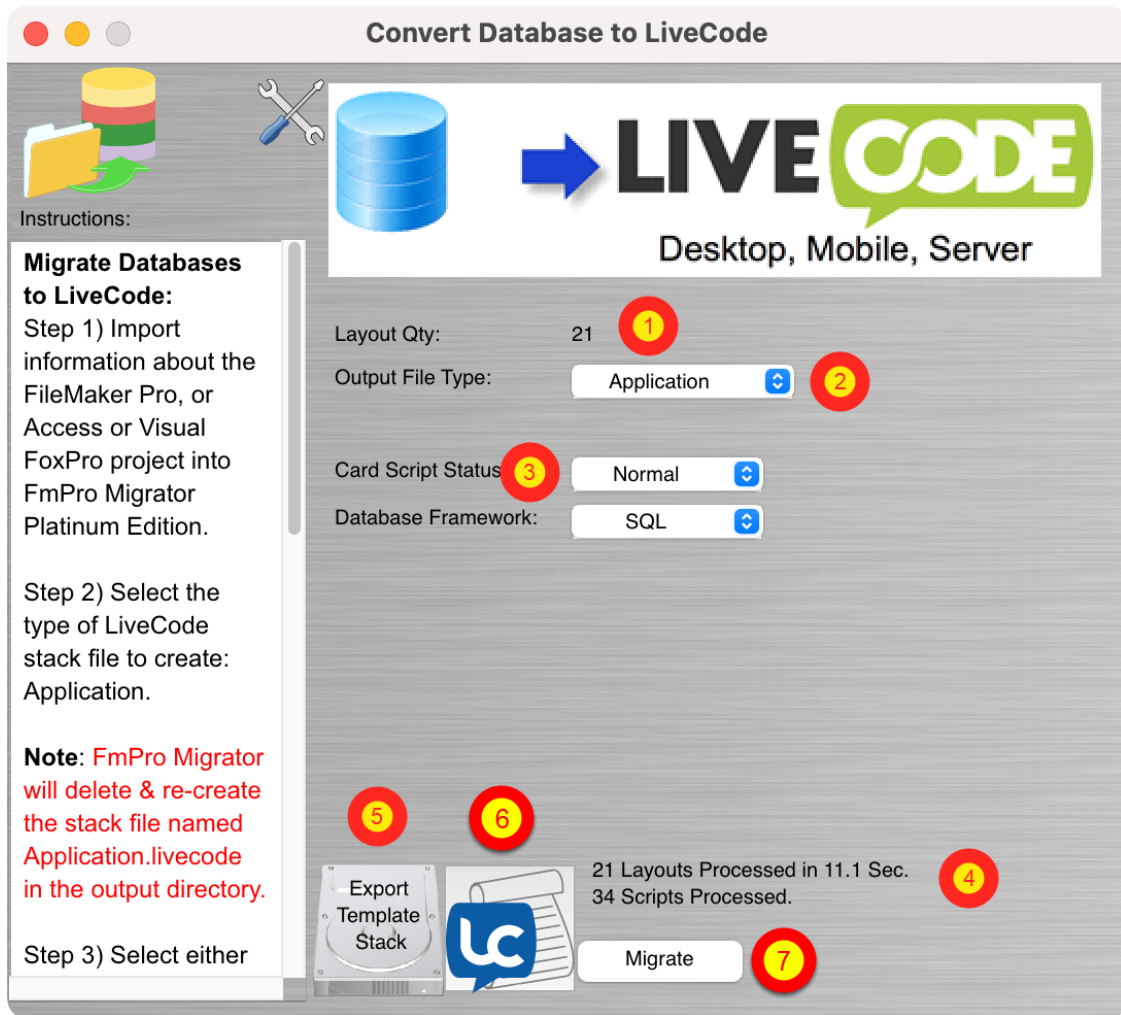 Convert Database to LiveCode
LIVE CODE
Desktop, Mobile, Server
Instructions:
Migrate Databases
to LiveCode:
Step 1) Import
information about the
FileMaker Pro, or
Access or Visual
FoxPro project into
FmPro Migrator
Platinum Edition.
Step 2) Select the
type of LiveCode
stack file to create:
Application.
Note: FmPro Migrator
will delete & re-create
the stack file named
Application.livecode
in the output directory.
Step 3) Select either
Layout Qty: 21 1
Output File Type: Application 2
Card Script Status 3 Normal
Database Framework: SQL
5
6
Export
Template
Stack
LC
21 Layouts Processed in 11.1 Sec.
34 Scripts Processed.
4
Migrate 7